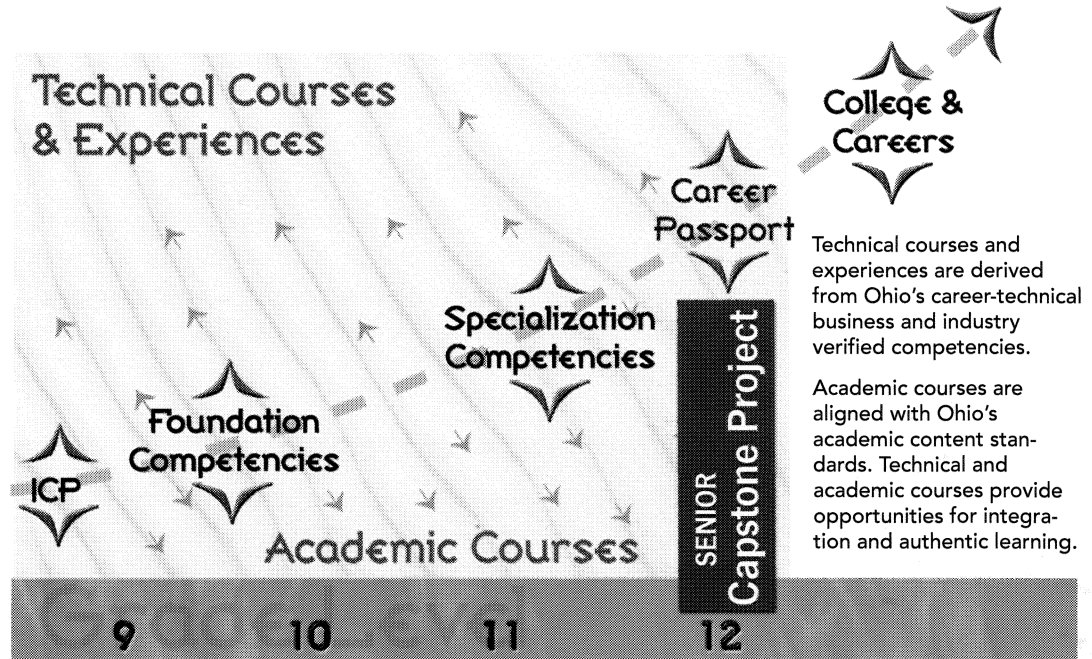 Technical Courses
& Experiences
College &
Careers
Career
Passport
Technical courses and
experiences are derived
from Ohio's career-technical
business and industry
verified competencies.
Specialization
Competencies
Academic courses are
aligned with Ohio's
academic content stan-
dards. Technical and
academic courses provide
opportunities for integra-
tion and authentic learning.
Foundation
Competencies
ICP
SENIOR
Capstone Project
Academic Courses
Grade Level
9 10 11 12